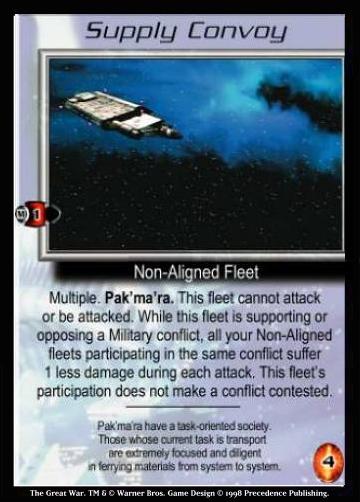 Supply Convoy
M 1
Non-Aligned Fleet
Multiple. Pak'ma'ra. This fleet cannot attack
or be attacked. While this fleet is supporting or
opposing a Military conflict, all your Non-Aligned
fleets participating in the same conflict suffer
1 less damage during each attack. This fleet's
participation does not make a conflict contested.
Pak'ma'ra have a task-oriented society.
Those whose current task is transport
are extremely focused and diligent
in ferrying materials from system to system.
4
The Great War. TM & © Warner Bros. Game Design © 1998 Precedence Publishing.